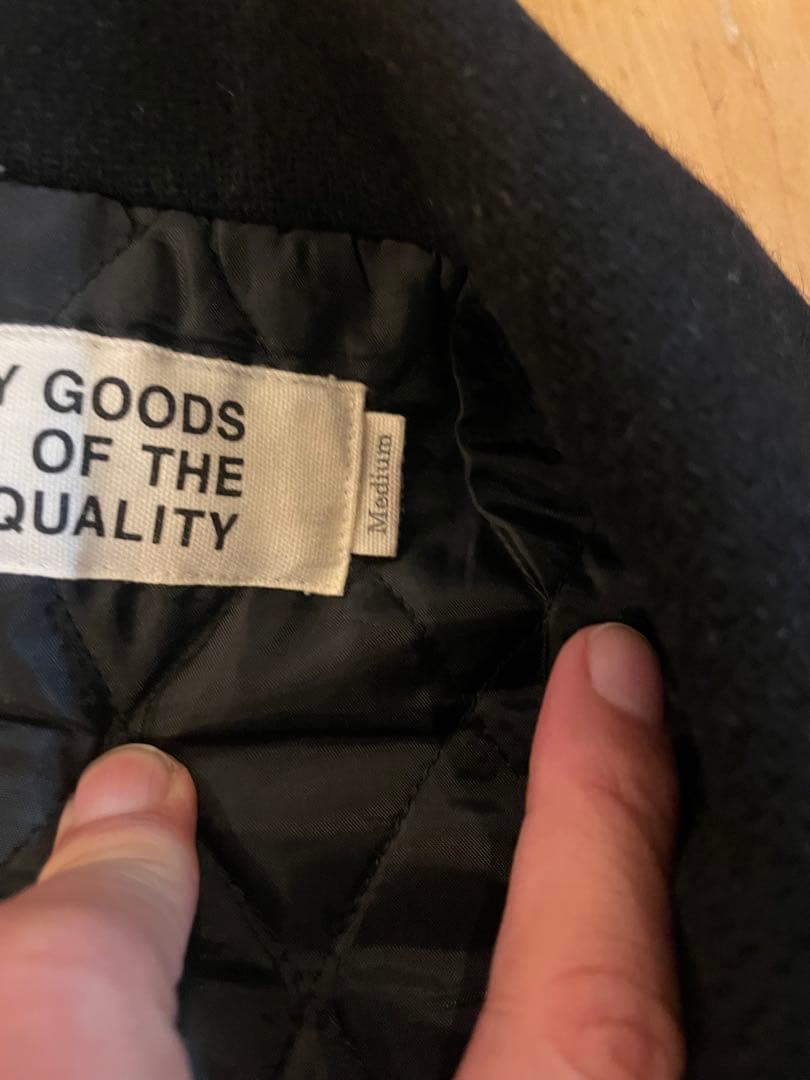 Y GOODS
OF THE
QUALITY
Medium